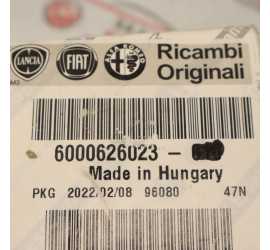 LANCIA FIAT ALFA ROMEO Ricambi
Originali
6000626023 -
Made in Hungary
PKG 2022/02/08 96080 47N